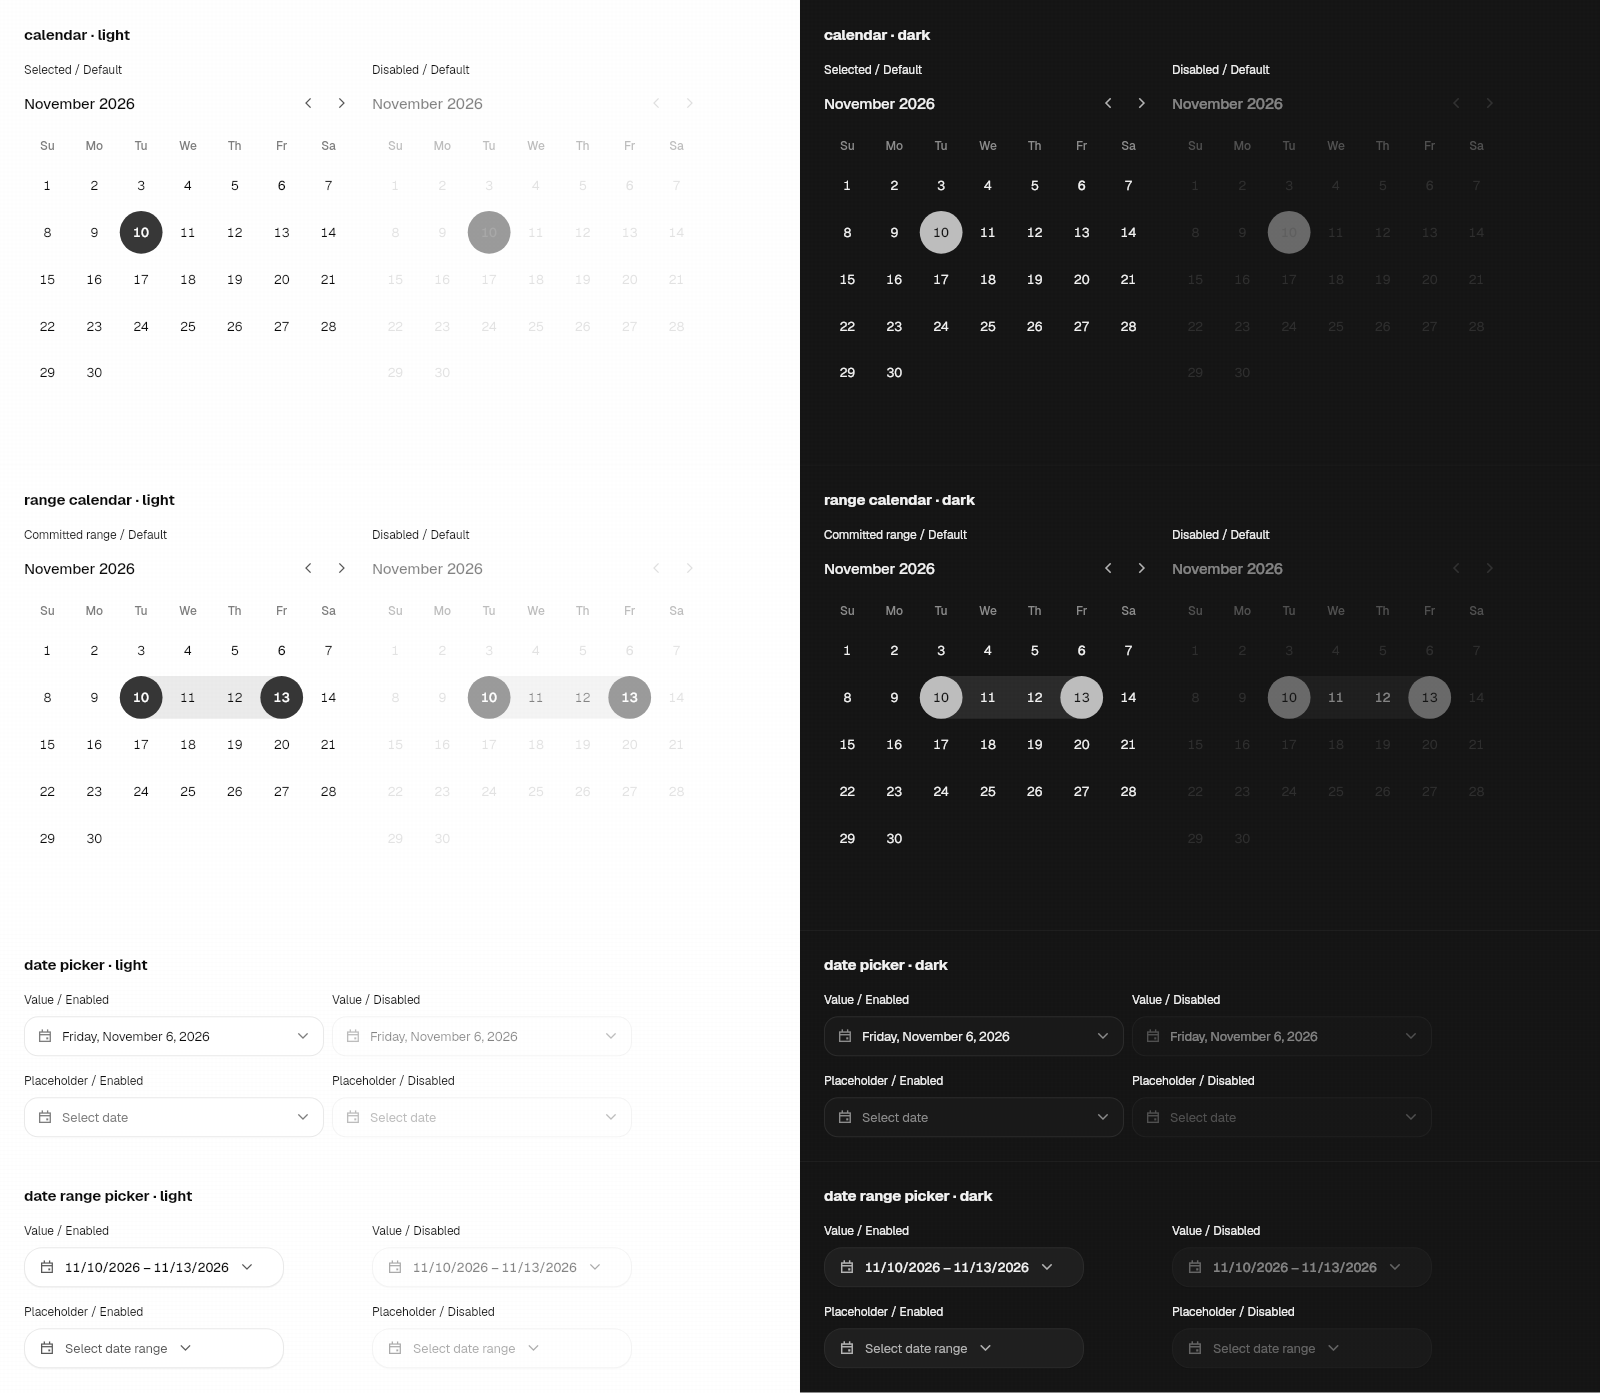 calendar · light
Selected / Default
Disabled / Default
November 2026
November 2026
Su Mo Tu We Th Fr Sa
Su Mo Tu We Th Fr Sa
1 2 3 4 5 6 7
1 2 3 4 5 6 7
8 9 10 11 12 13 14
8 9 10 11 12 13 14
15 16 17 18 19 20 21
15 16 17 18 19 20 21
22 23 24 25 26 27 28
22 23 24 25 26 27 28
29 30
29 30
calendar · dark
Selected / Default
Disabled / Default
November 2026
November 2026
Su Mo Tu We Th Fr Sa
Su Mo Tu We Th Fr Sa
1 2 3 4 5 6 7
1 2 3 4 5 6 7
8 9 10 11 12 13 14
8 9 10 11 12 13 14
15 16 17 18 19 20 21
15 16 17 18 19 20 21
22 23 24 25 26 27 28
22 23 24 25 26 27 28
29 30
29 30
range calendar · light
Committed range / Default
Disabled / Default
November 2026
November 2026
Su Mo Tu We Th Fr Sa
Su Mo Tu We Th Fr Sa
1 2 3 4 5 6 7
1 2 3 4 5 6 7
8 9 10 11 12 13 14
8 9 10 11 12 13 14
15 16 17 18 19 20 21
15 16 17 18 19 20 21
22 23 24 25 26 27 28
22 23 24 25 26 27 28
29 30
29 30
range calendar · dark
Committed range / Default
Disabled / Default
November 2026
November 2026
Su Mo Tu We Th Fr Sa
Su Mo Tu We Th Fr Sa
1 2 3 4 5 6 7
1 2 3 4 5 6 7
8 9 10 11 12 13 14
8 9 10 11 12 13 14
15 16 17 18 19 20 21
15 16 17 18 19 20 21
22 23 24 25 26 27 28
22 23 24 25 26 27 28
29 30
29 30
date picker · light
Value / Enabled
Value / Disabled
Friday, November 6, 2026
Friday, November 6, 2026
Placeholder / Enabled
Placeholder / Disabled
Select date
Select date
date picker · dark
Value / Enabled
Value / Disabled
Friday, November 6, 2026
Friday, November 6, 2026
Placeholder / Enabled
Placeholder / Disabled
Select date
Select date
date range picker · light
Value / Enabled
Value / Disabled
11/10/2026 – 11/13/2026
11/10/2026 – 11/13/2026
Placeholder / Enabled
Placeholder / Disabled
Select date range
Select date range
date range picker · dark
Value / Enabled
Value / Disabled
11/10/2026 – 11/13/2026
11/10/2026 – 11/13/2026
Placeholder / Enabled
Placeholder / Disabled
Select date range
Select date range